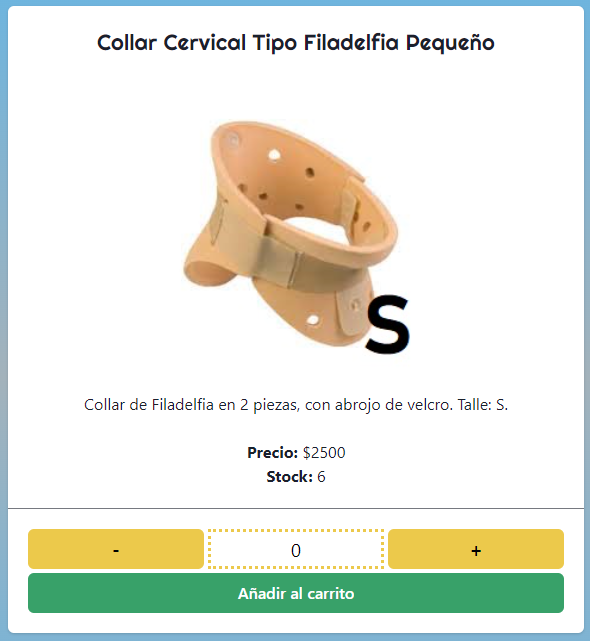 Collar Cervical Tipo Filadelfia Pequeño
S
Collar de Filadelfia en 2 piezas, con abrojo de velcro. Talle: S.
Precio: $2500
Stock: 6
- 0 +
Añadir al carrito